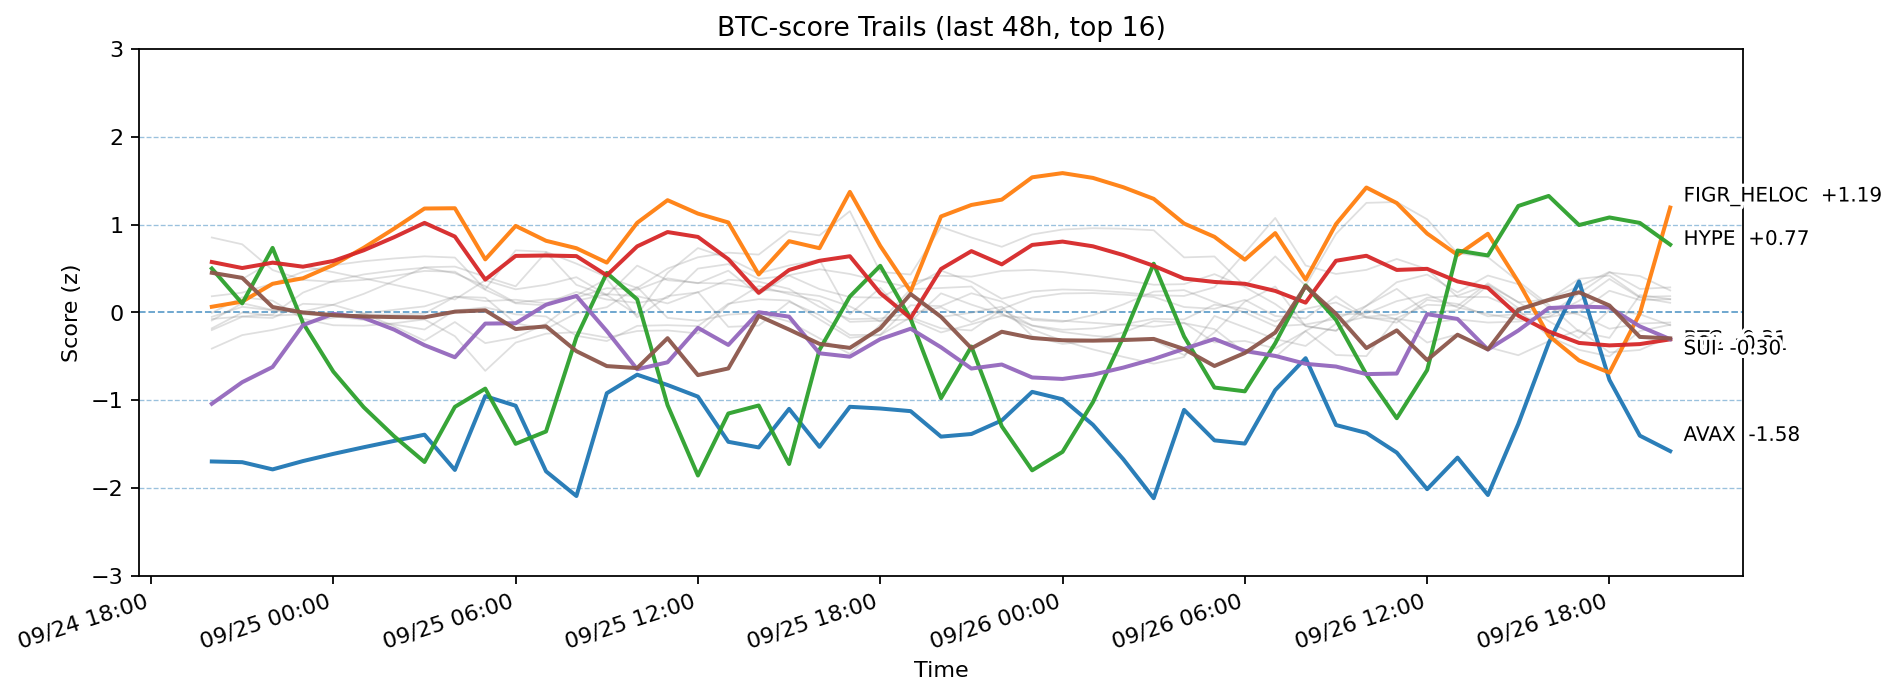 BTC-score Trails (last 48h, top 16)
3
2
1
0
−1
−2
−3
Score (z)
FIGR_HELOC +1.19
HYPE +0.77
SUI -0.30
AVAX -1.58
09/24 18:00
09/25 00:00
09/25 06:00
09/25 12:00
09/25 18:00
09/26 00:00
09/26 06:00
09/26 12:00
09/26 18:00
Time